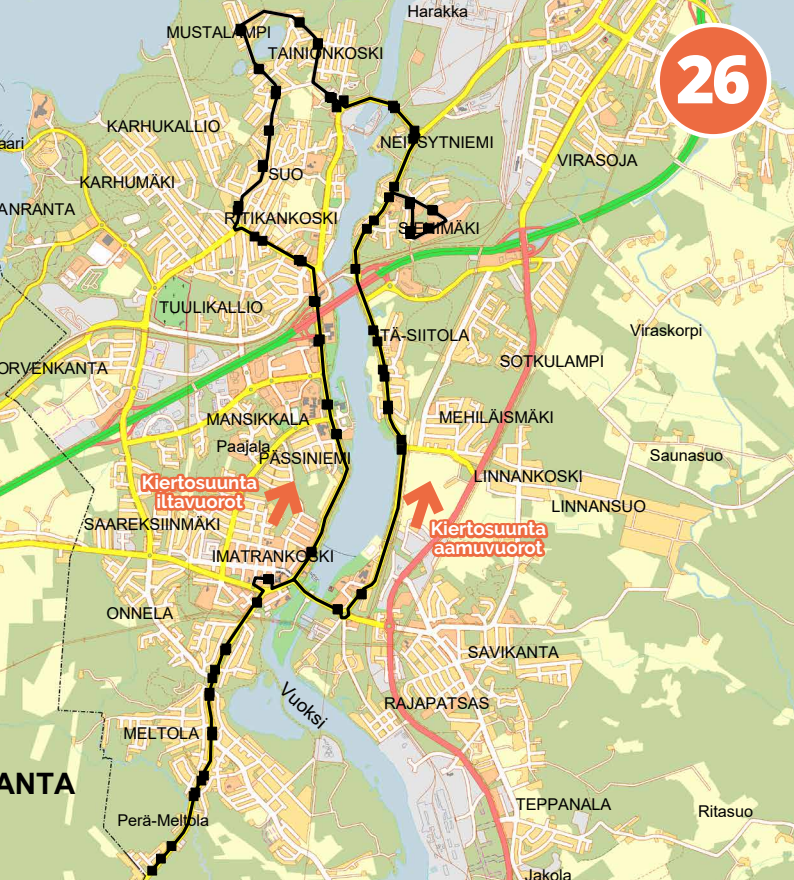 Harakka
MUSTALAMPI
TAINIONKOSKI
26
KARHUKALLIO
NEITSYTNIEMI
VIRASOJA
KARHUMÄKI
SUO
ANRANTA
RITIKANKOSKI
SIENIMÄKI
TUULIKALLIO
TÄ-SIITOLA
Viraskorpi
ORVENKANTA
SOTKULAMPI
MANSIKKALA
MEHILÄISMÄKI
Paajala
PÄSSINIEMI
Saunasuo
LINNANKOSKI
Kiertosuunta
iltavuorot
LINNANSUO
SAAREKSIINMÄKI
Kiertosuunta
aamuvuorot
IMATRANKOSKI
ONNELA
SAVIKANTA
Vuoksi
RAJAPATSAS
MELTOLA
ANTA
TEPPANALA
Ritasuo
Perä-Meltola
Jakola